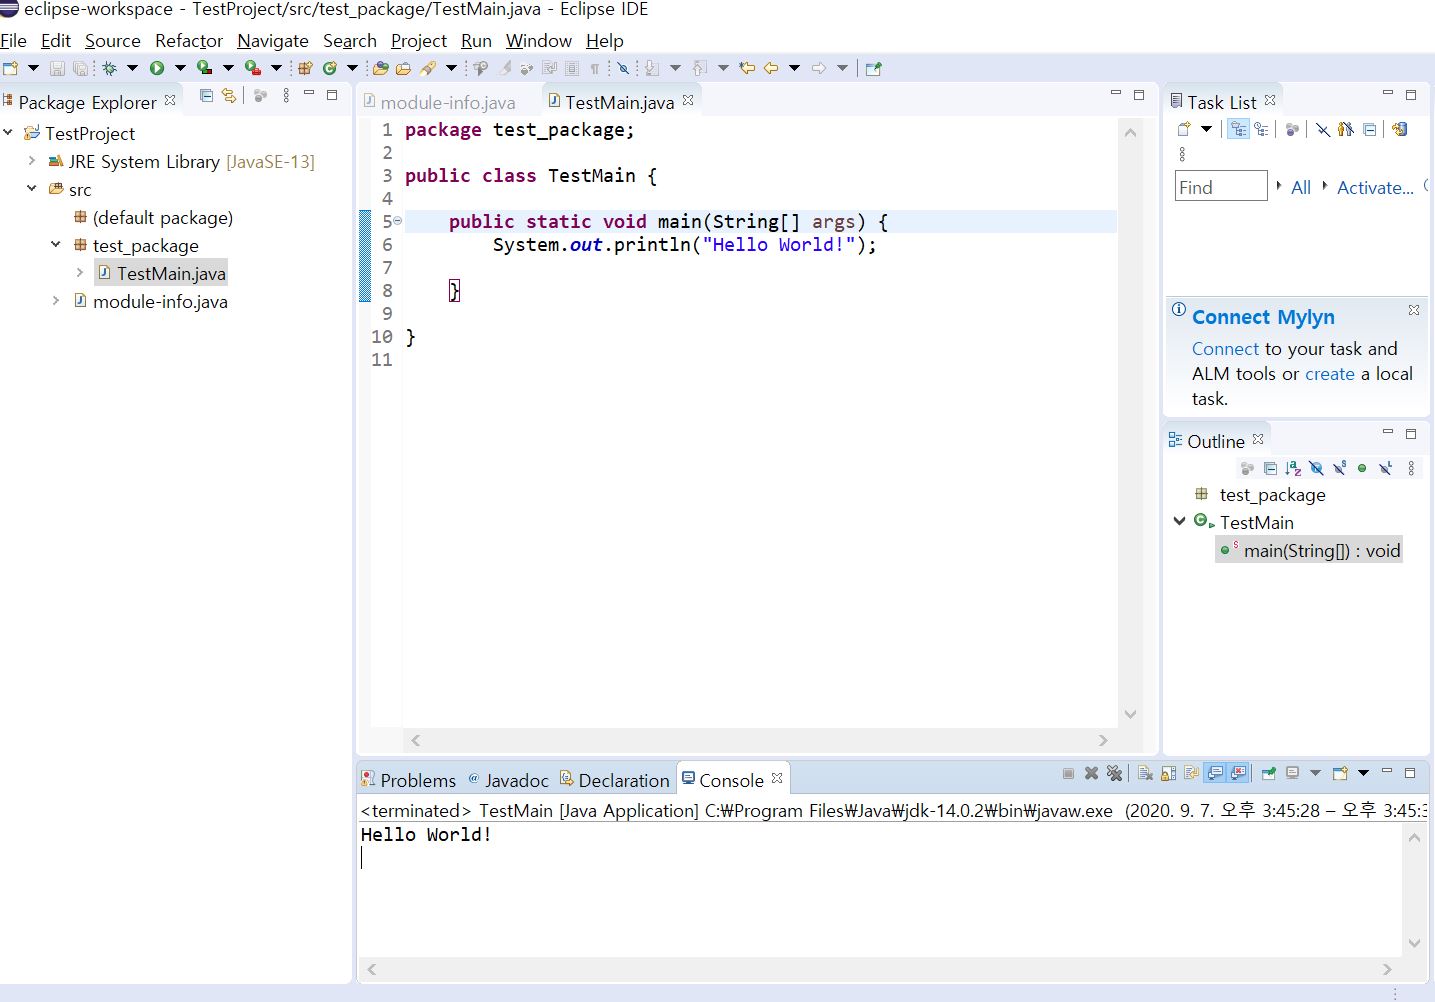 eclipse-workspace - TestProject/src/test_package/TestMain.java - Eclipse IDE
File Edit Source Refactor Navigate Search Project Run Window Help
Package Explorer
TestProject
JRE System Library [JavaSE-13]
src
(default package)
test_package
TestMain.java
module-info.java
module-info.java TestMain.java
1 package test_package;
2
3 public class TestMain {
4
5 public static void main(String[] args) {
6 System.out.println("Hello World!");
7
8 }
9
10 }
11
Task List
Find All Activate...
Connect Mylyn
Connect to your task and
ALM tools or create a local
task.
Outline
test_package
TestMain
main(String[]) : void
Problems Javadoc Declaration Console
<terminated> TestMain [Java Application] C:₩Program Files₩Java₩jdk-14.0.2₩bin₩javaw.exe (2020. 9. 7. 오후 3:45:28 – 오후 3:45:3
Hello World!